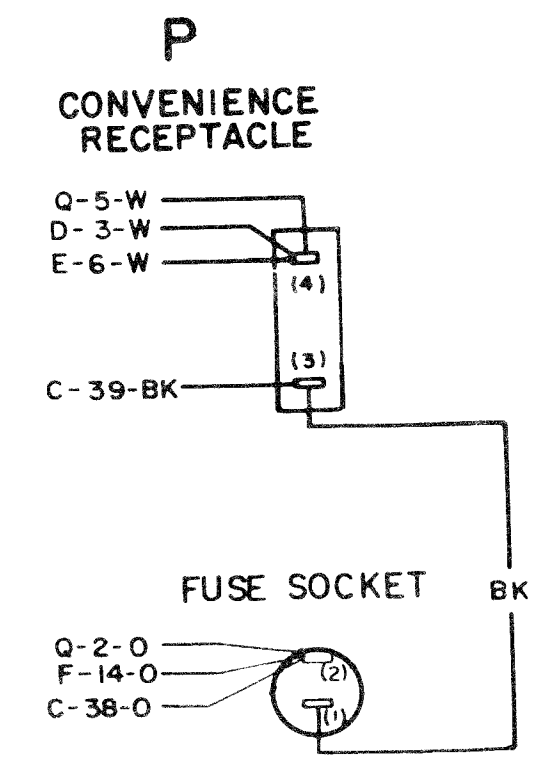 P
CONVENIENCE
RECEPTACLE
Q-5-W
D-3-W
E-6-W
(4)
(3)
C-39-BK
FUSE SOCKET
BK
Q-2-O
F-14-O
(2)
C-38-O
(1)